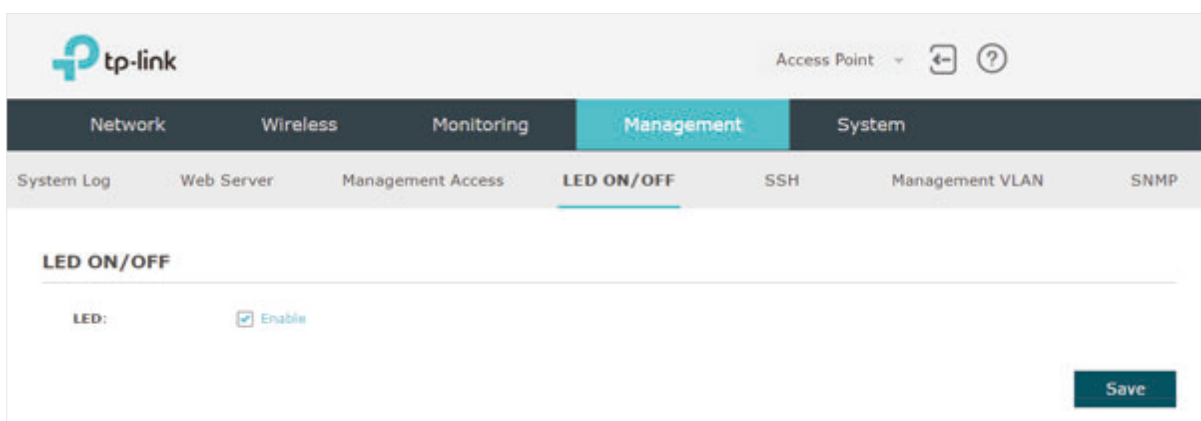 tp-link
Access Point
Network Wireless Monitoring Management System
System Log Web Server Management Access LED ON/OFF SSH Management VLAN SNMP
LED ON/OFF
LED: Enable
Save